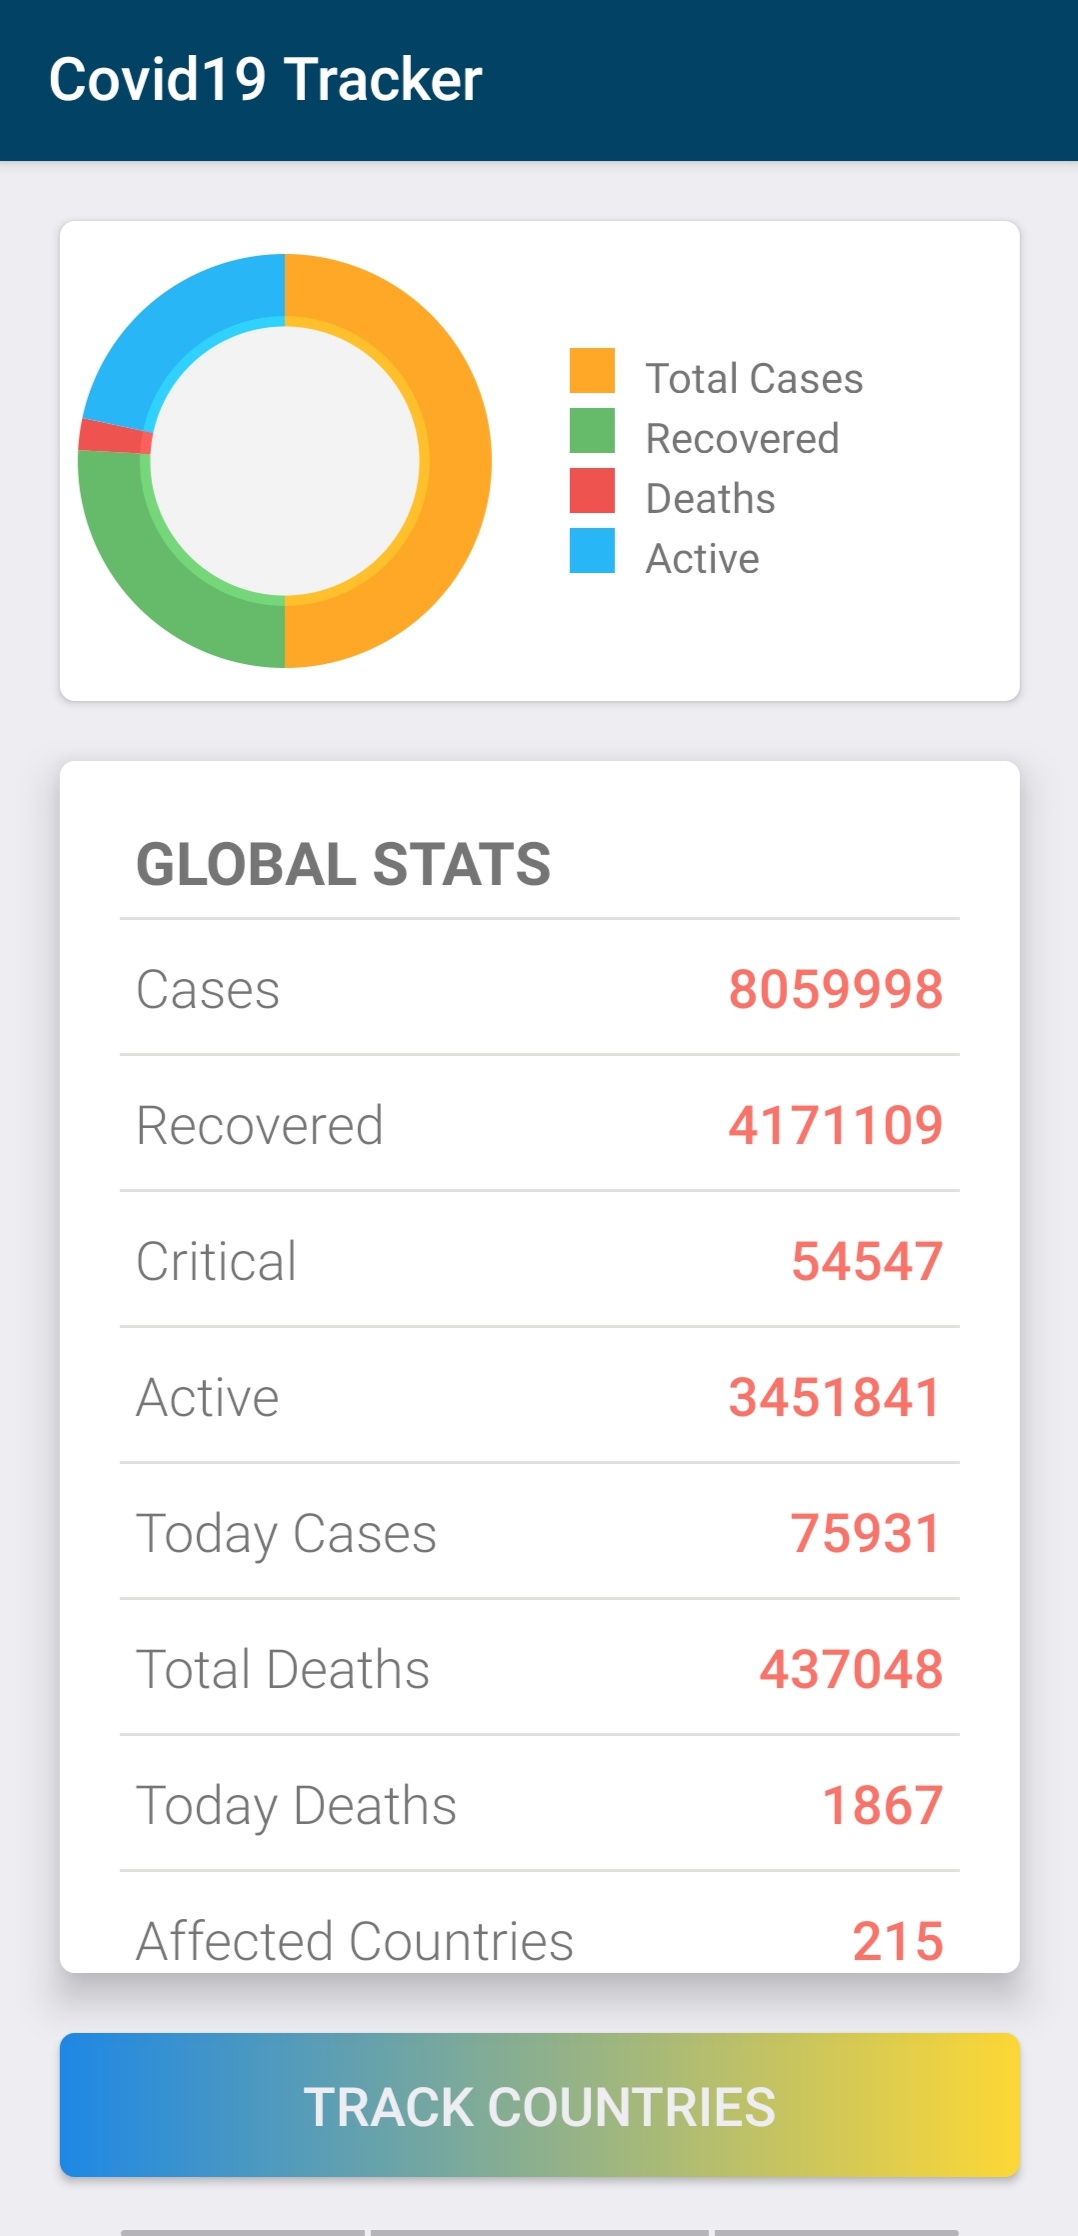 Covid19 Tracker
Total Cases
Recovered
Deaths
Active
GLOBAL STATS
Cases 8059998
Recovered 4171109
Critical 54547
Active 3451841
Today Cases 75931
Total Deaths 437048
Today Deaths 1867
Affected Countries 215
TRACK COUNTRIES